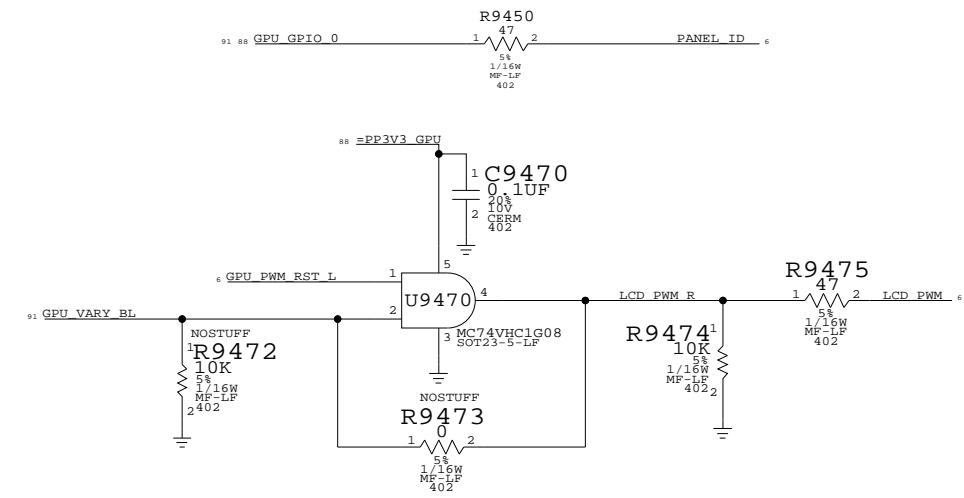 R9450
47
91 88 GPU_GPIO_0 1 2 PANEL_ID 6
5%
1/16W
MF-LF
402
88 =PP3V3_GPU
1 C9470
0.1UF
20%
10V
2 CERM
402
5
6 GPU_PWM_RST_L 1
U9470 4
91 GPU_VARY_BL 2
3 MC74VHC1G08
SOT23-5-LF
LCD_PWM_R
R9475
47
1 2 LCD_PWM 6
5%
1/16W
MF-LF
402
NOSTUFF
1 R9472
10K
5%
1/16W
MF-LF
2 402
R9474 1
10K
5%
1/16W
MF-LF
402 2
NOSTUFF
R9473
0
1 2
5%
1/16W
MF-LF
402